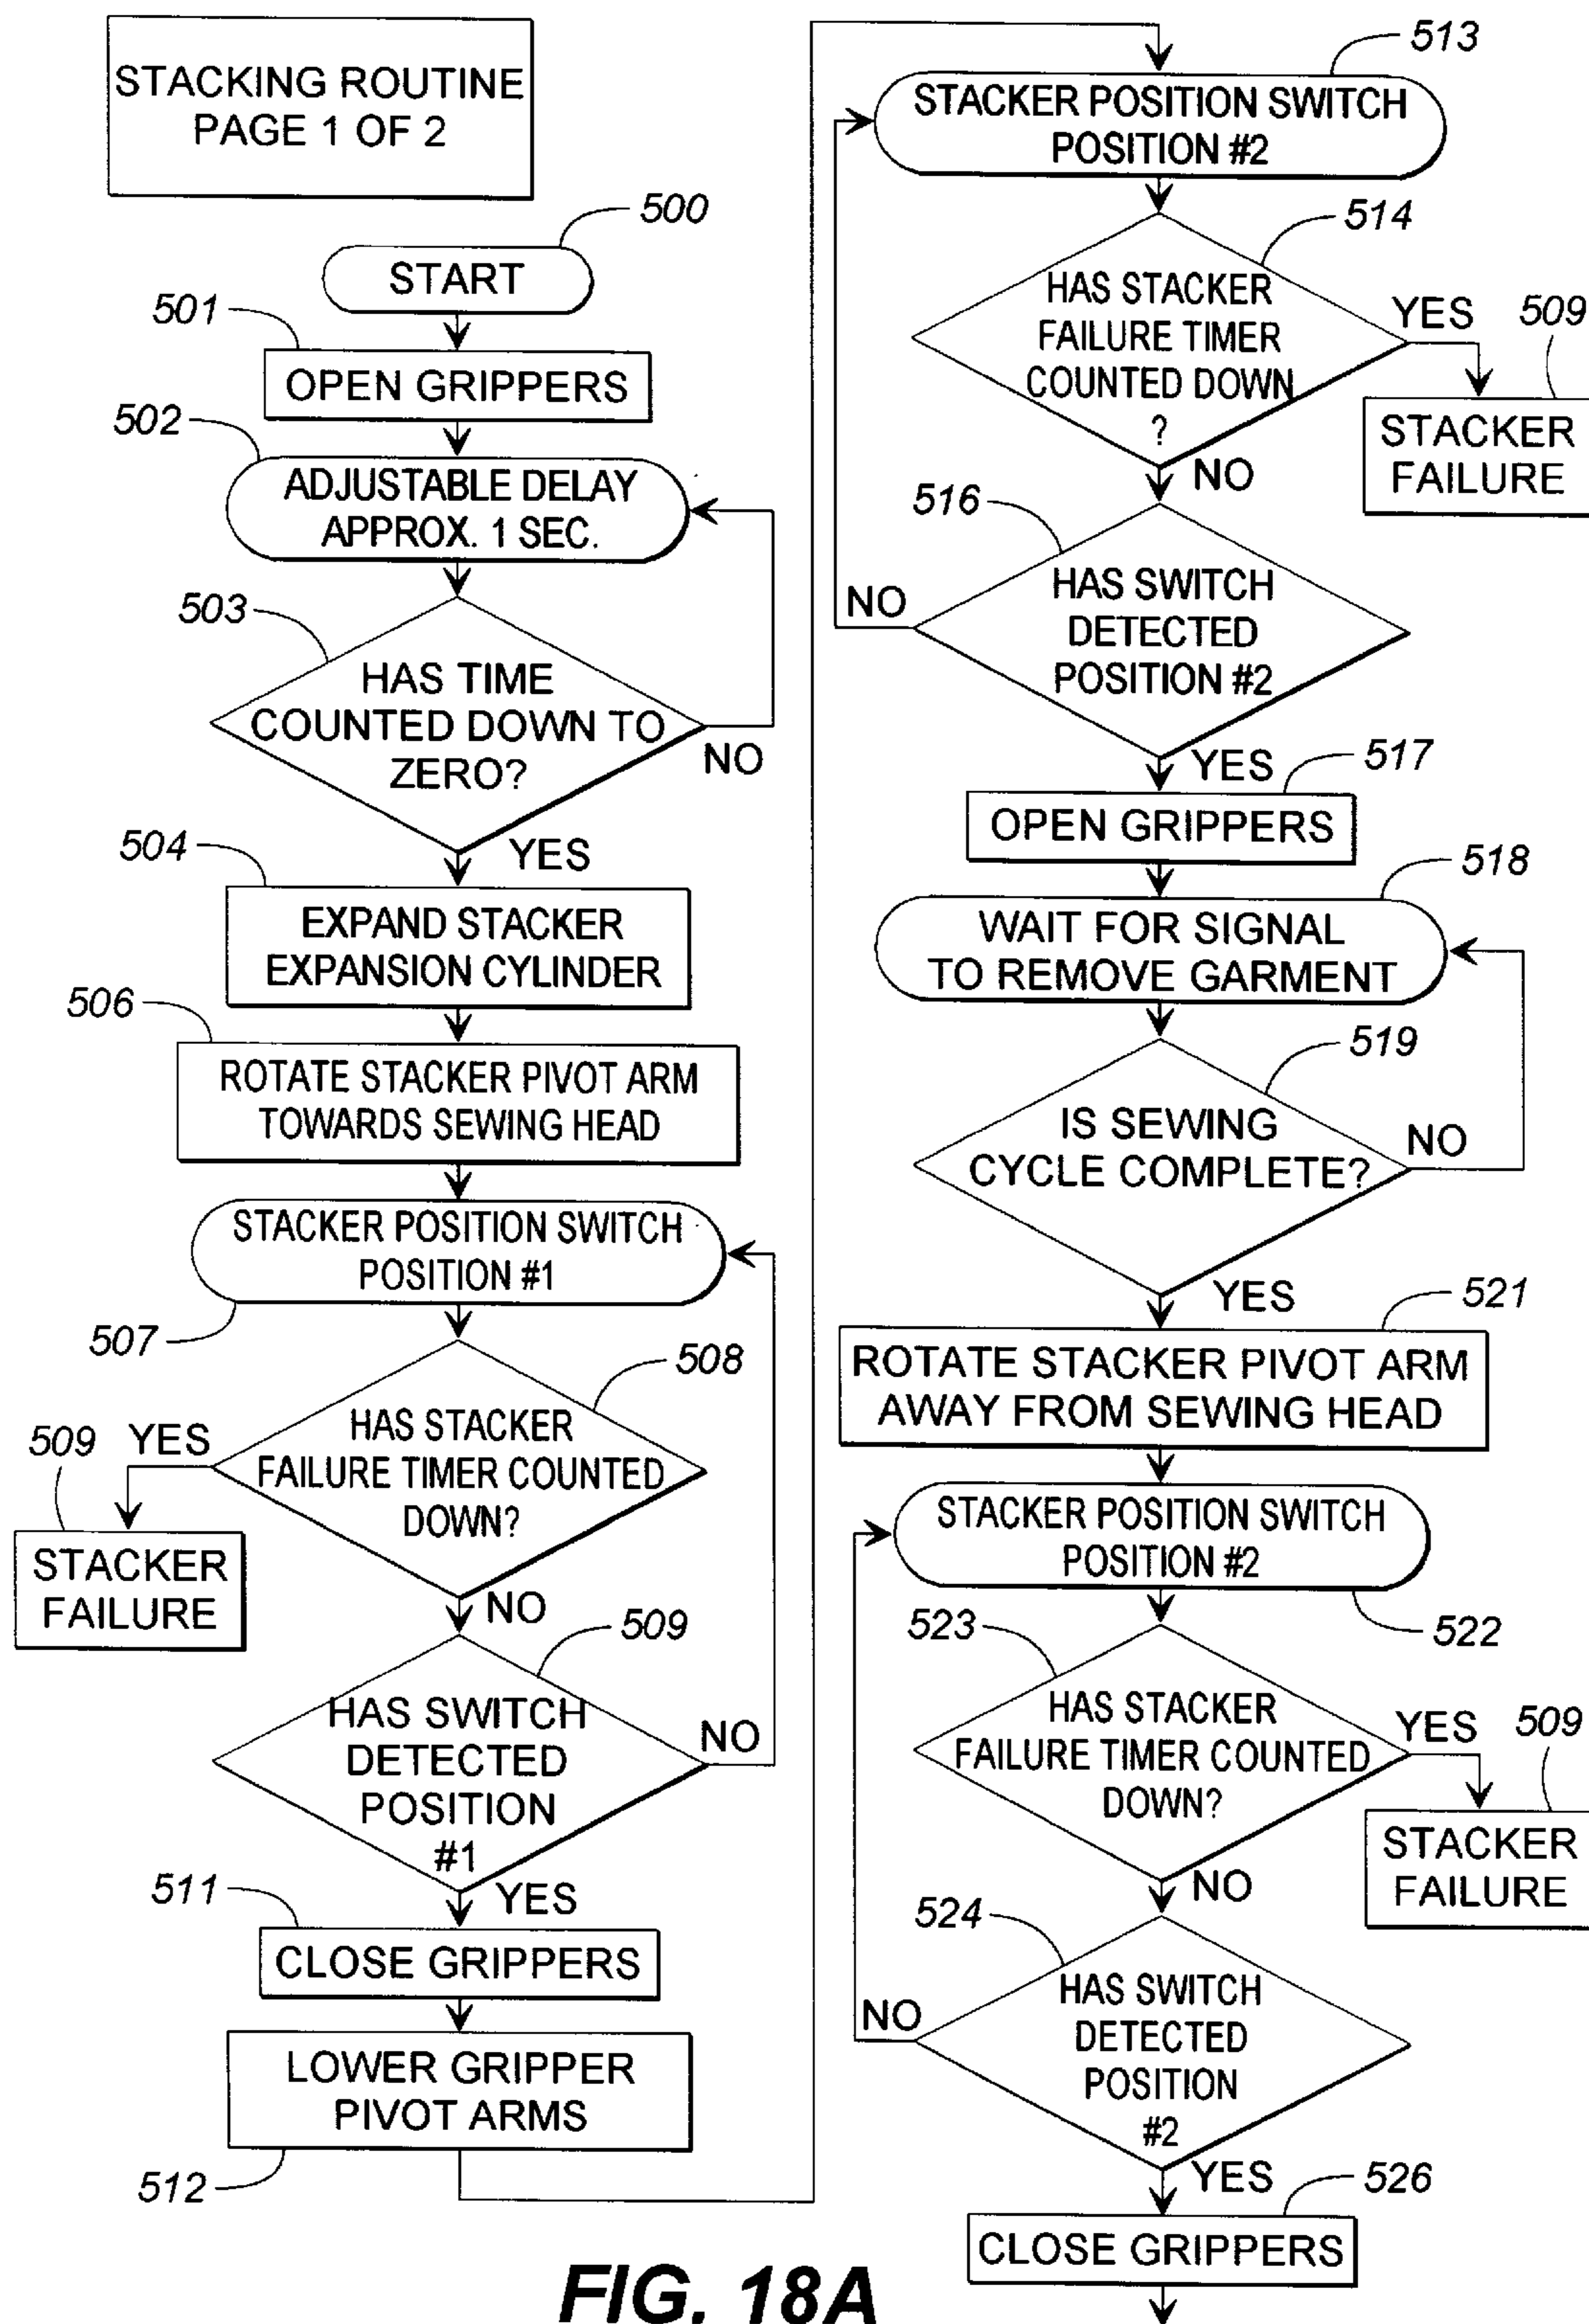 STACKING ROUTINE
PAGE 1 OF 2
500
START
501
OPEN GRIPPERS
502
ADJUSTABLE DELAY
APPROX. 1 SEC.
503
HAS TIME
COUNTED DOWN TO
ZERO?
NO
YES
504
EXPAND STACKER
EXPANSION CYLINDER
506
ROTATE STACKER PIVOT ARM
TOWARDS SEWING HEAD
STACKER POSITION SWITCH
POSITION #1
507
508
HAS STACKER
FAILURE TIMER COUNTED
DOWN?
YES
509
STACKER
FAILURE
NO
509
HAS SWITCH
DETECTED
POSITION
#1
NO
YES
511
CLOSE GRIPPERS
LOWER GRIPPER
PIVOT ARMS
512
513
STACKER POSITION SWITCH
POSITION #2
514
HAS STACKER
FAILURE TIMER
COUNTED DOWN
?
YES
509
STACKER
FAILURE
NO
516
HAS SWITCH
DETECTED
POSITION #2
NO
YES
517
OPEN GRIPPERS
518
WAIT FOR SIGNAL
TO REMOVE GARMENT
519
IS SEWING
CYCLE COMPLETE?
NO
YES
521
ROTATE STACKER PIVOT ARM
AWAY FROM SEWING HEAD
STACKER POSITION SWITCH
POSITION #2
522
523
HAS STACKER
FAILURE TIMER COUNTED
DOWN?
YES
509
STACKER
FAILURE
NO
524
HAS SWITCH
DETECTED
POSITION
#2
NO
YES
526
CLOSE GRIPPERS
FIG. 18A